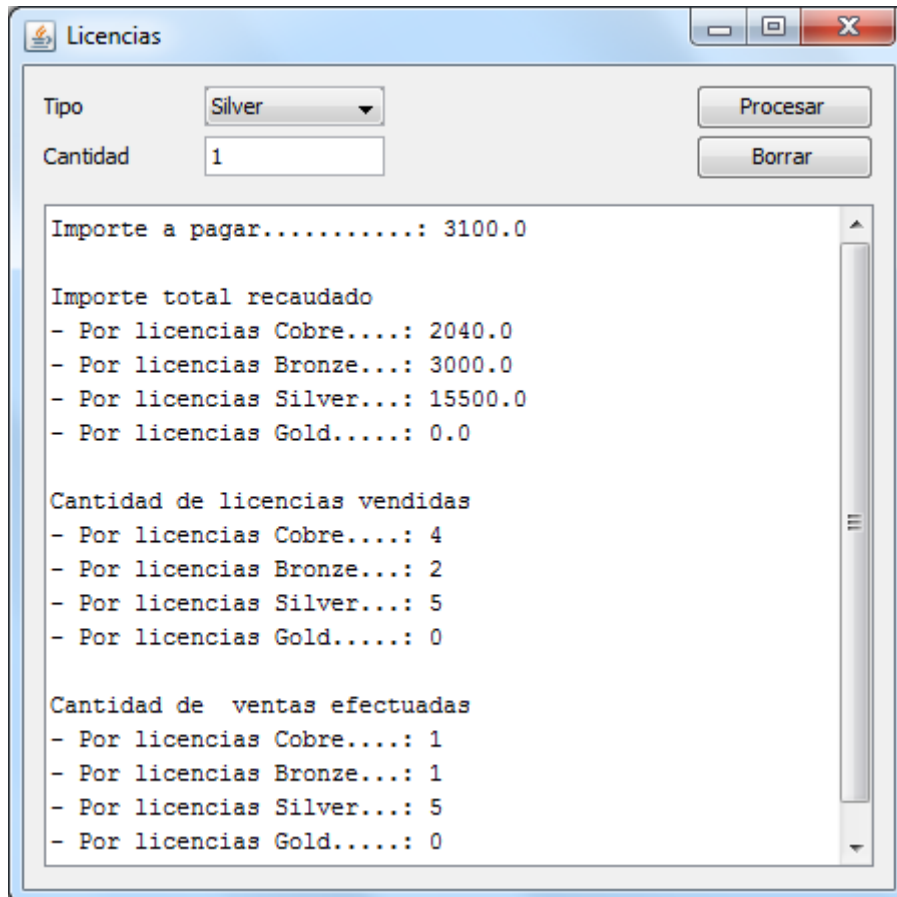 Licencias
Tipo Silver Procesar
Cantidad 1 Borrar
Importe a pagar...........: 3100.0
Importe total recaudado
- Por licencias Cobre....: 2040.0
- Por licencias Bronze...: 3000.0
- Por licencias Silver...: 15500.0
- Por licencias Gold.....: 0.0
Cantidad de licencias vendidas
- Por licencias Cobre....: 4
- Por licencias Bronze...: 2
- Por licencias Silver...: 5
- Por licencias Gold.....: 0
Cantidad de  ventas efectuadas
- Por licencias Cobre....: 1
- Por licencias Bronze...: 1
- Por licencias Silver...: 5
- Por licencias Gold.....: 0